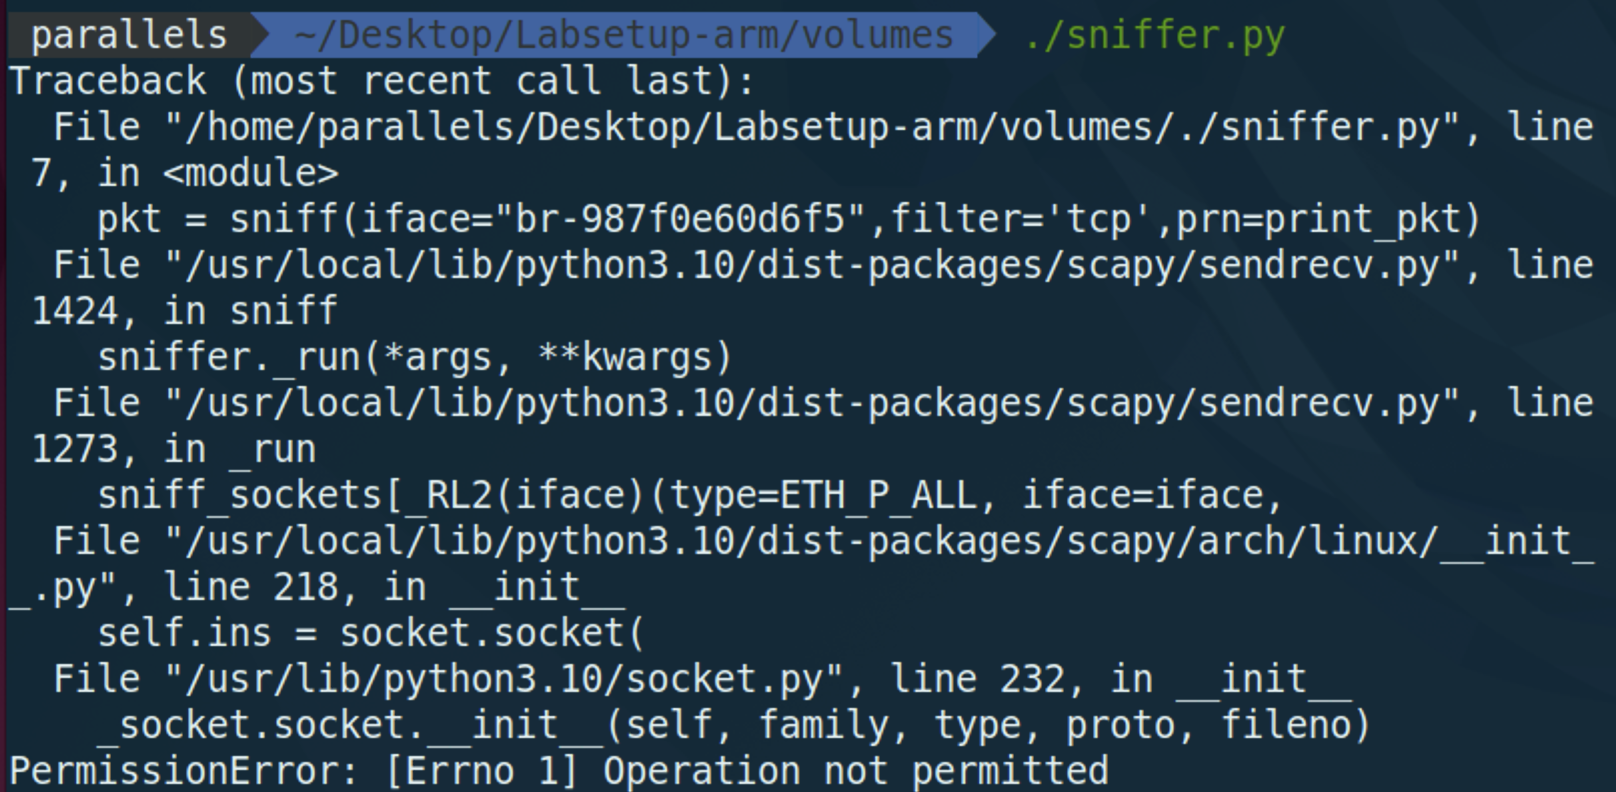 parallels ~/Desktop/Labsetup-arm/volumes ./sniffer.py
Traceback (most recent call last):
  File "/home/parallels/Desktop/Labsetup-arm/volumes/./sniffer.py", line
 7, in <module>
    pkt = sniff(iface="br-987f0e60d6f5",filter='tcp',prn=print_pkt)
  File "/usr/local/lib/python3.10/dist-packages/scapy/sendrecv.py", line
 1424, in sniff
    sniffer._run(*args, **kwargs)
  File "/usr/local/lib/python3.10/dist-packages/scapy/sendrecv.py", line
 1273, in _run
    sniff_sockets[_RL2(iface)(type=ETH_P_ALL, iface=iface,
  File "/usr/local/lib/python3.10/dist-packages/scapy/arch/linux/__init_
_.py", line 218, in __init__
    self.ins = socket.socket(
  File "/usr/lib/python3.10/socket.py", line 232, in __init__
    _socket.socket.__init__(self, family, type, proto, fileno)
PermissionError: [Errno 1] Operation not permitted